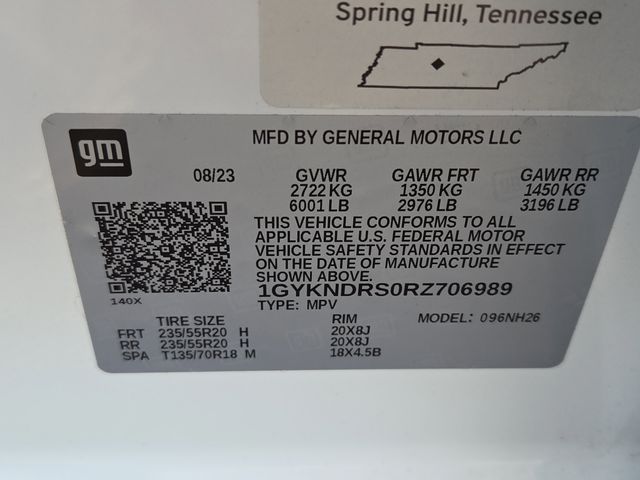 Spring Hill, Tennessee
gm
MFD BY GENERAL MOTORS LLC
08/23 GVWR GAWR FRT GAWR RR
2722 KG 1350 KG 1450 KG
6001 LB 2976 LB 3196 LB
THIS VEHICLE CONFORMS TO ALL
APPLICABLE U.S. FEDERAL MOTOR
VEHICLE SAFETY STANDARDS IN EFFECT
ON THE DATE OF MANUFACTURE
SHOWN ABOVE.
1GYKNDRS0RZ706989
140X
TYPE: MPV
TIRE SIZE RIM MODEL: 096NH26
FRT 235/55R20 H 20X8J
RR 235/55R20 H 20X8J
SPA T135/70R18 M 18X4.5B